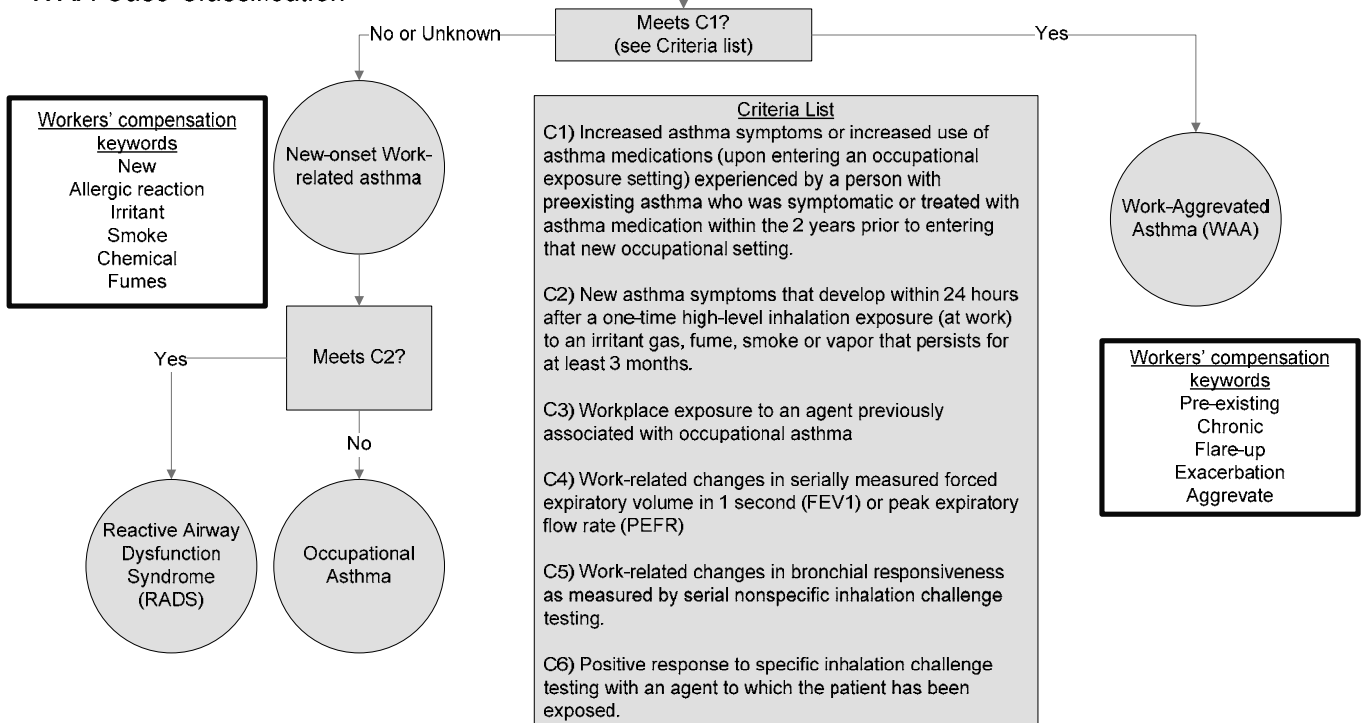 Meets C1?
(see Criteria list)
No or Unknown
Yes
Workers' compensation
keywords
New
Allergic reaction
Irritant
Smoke
Chemical
Fumes
New-onset Work-
related asthma
Criteria List
C1) Increased asthma symptoms or increased use of
asthma medications (upon entering an occupational
exposure setting) experienced by a person with
preexisting asthma who was symptomatic or treated with
asthma medication within the 2 years prior to entering
that new occupational setting.
C2) New asthma symptoms that develop within 24 hours
after a one-time high-level inhalation exposure (at work)
to an irritant gas, fume, smoke or vapor that persists for
at least 3 months.
C3) Workplace exposure to an agent previously
associated with occupational asthma
C4) Work-related changes in serially measured forced
expiratory volume in 1 second (FEV1) or peak expiratory
flow rate (PEFR)
C5) Work-related changes in bronchial responsiveness
as measured by serial nonspecific inhalation challenge
testing.
C6) Positive response to specific inhalation challenge
testing with an agent to which the patient has been
exposed.
Work-Aggrevated
Asthma (WAA)
Workers' compensation
keywords
Pre-existing
Chronic
Flare-up
Exacerbation
Aggrevate
Meets C2?
Yes
No
Reactive Airway
Dysfunction
Syndrome
(RADS)
Occupational
Asthma